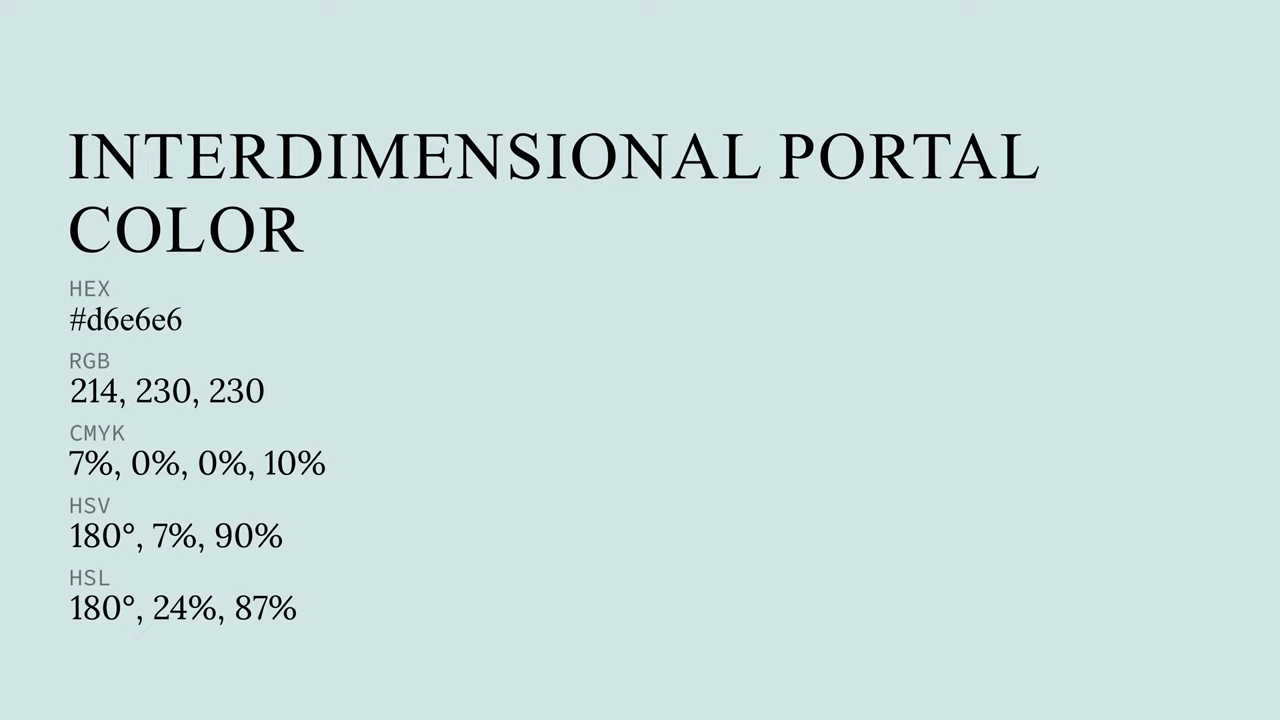 INTERDIMENSIONAL PORTAL
COLOR
HEX
#d6e6e6
RGB
214, 230, 230
CMYK
7%, 0%, 0%, 10%
HSV
180°, 7%, 90%
HSL
180°, 24%, 87%